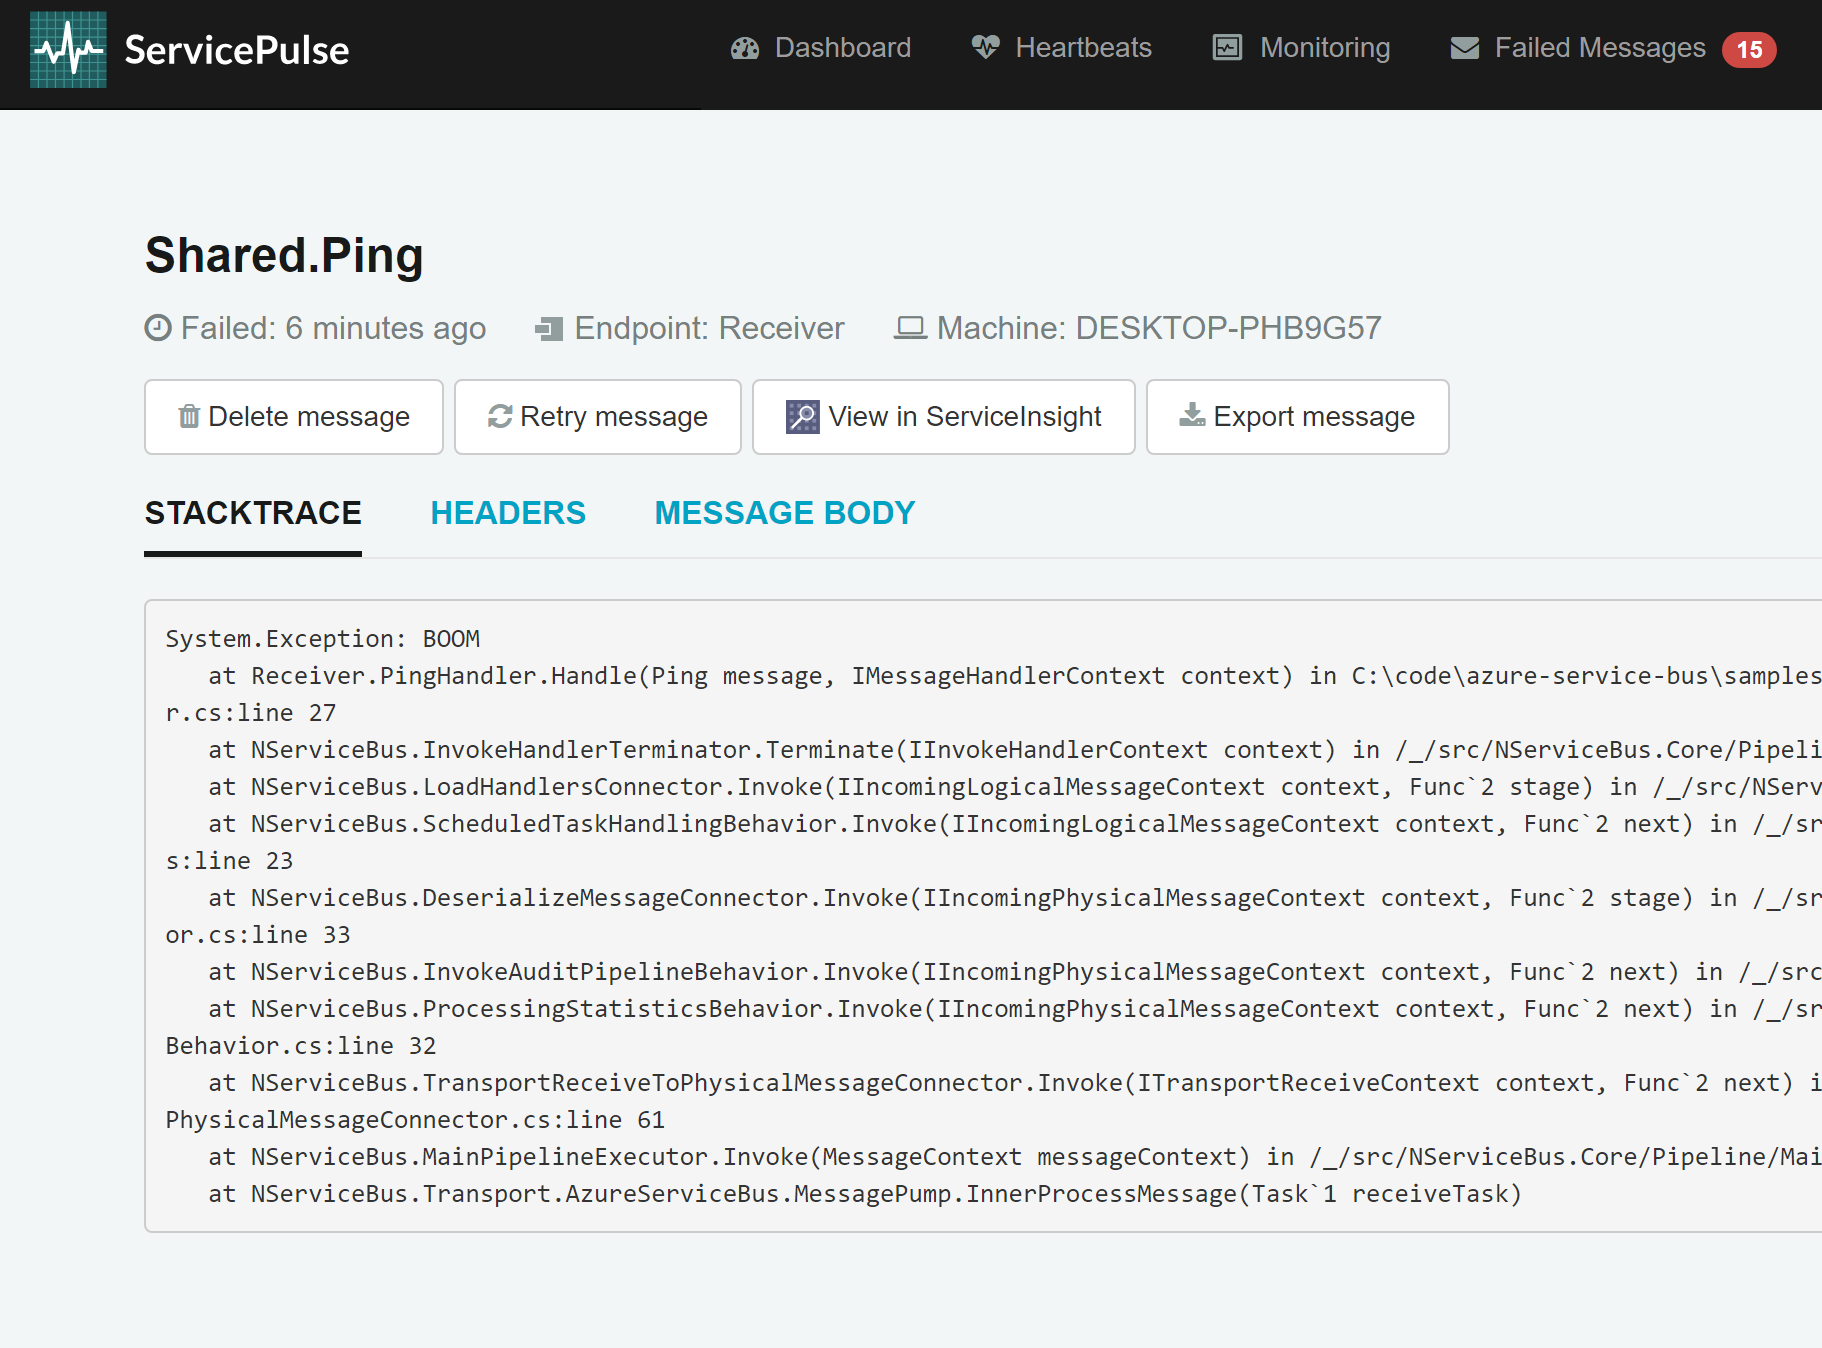 ServicePulse
Dashboard Heartbeats Monitoring Failed Messages 15
Shared.Ping
Failed: 6 minutes ago Endpoint: Receiver Machine: DESKTOP-PHB9G57
Delete message Retry message View in ServiceInsight Export message
STACKTRACE HEADERS MESSAGE BODY
System.Exception: BOOM
at Receiver.PingHandler.Handle(Ping message, IMessageHandlerContext context) in C:\code\azure-service-bus\samples
r.cs:line 27
at NServiceBus.InvokeHandlerTerminator.Terminate(IInvokeHandlerContext context) in /_/src/NServiceBus.Core/Pipeli
at NServiceBus.LoadHandlersConnector.Invoke(IIncomingLogicalMessageContext context, Func`2 stage) in /_/src/NServ
at NServiceBus.ScheduledTaskHandlingBehavior.Invoke(IIncomingLogicalMessageContext context, Func`2 next) in /_/sr
s:line 23
at NServiceBus.DeserializeMessageConnector.Invoke(IIncomingPhysicalMessageContext context, Func`2 stage) in /_/sr
or.cs:line 33
at NServiceBus.InvokeAuditPipelineBehavior.Invoke(IIncomingPhysicalMessageContext context, Func`2 next) in /_/src
at NServiceBus.ProcessingStatisticsBehavior.Invoke(IIncomingPhysicalMessageContext context, Func`2 next) in /_/sr
Behavior.cs:line 32
at NServiceBus.TransportReceiveToPhysicalMessageConnector.Invoke(ITransportReceiveContext context, Func`2 next) i
PhysicalMessageConnector.cs:line 61
at NServiceBus.MainPipelineExecutor.Invoke(MessageContext messageContext) in /_/src/NServiceBus.Core/Pipeline/Mai
at NServiceBus.Transport.AzureServiceBus.MessagePump.InnerProcessMessage(Task`1 receiveTask)